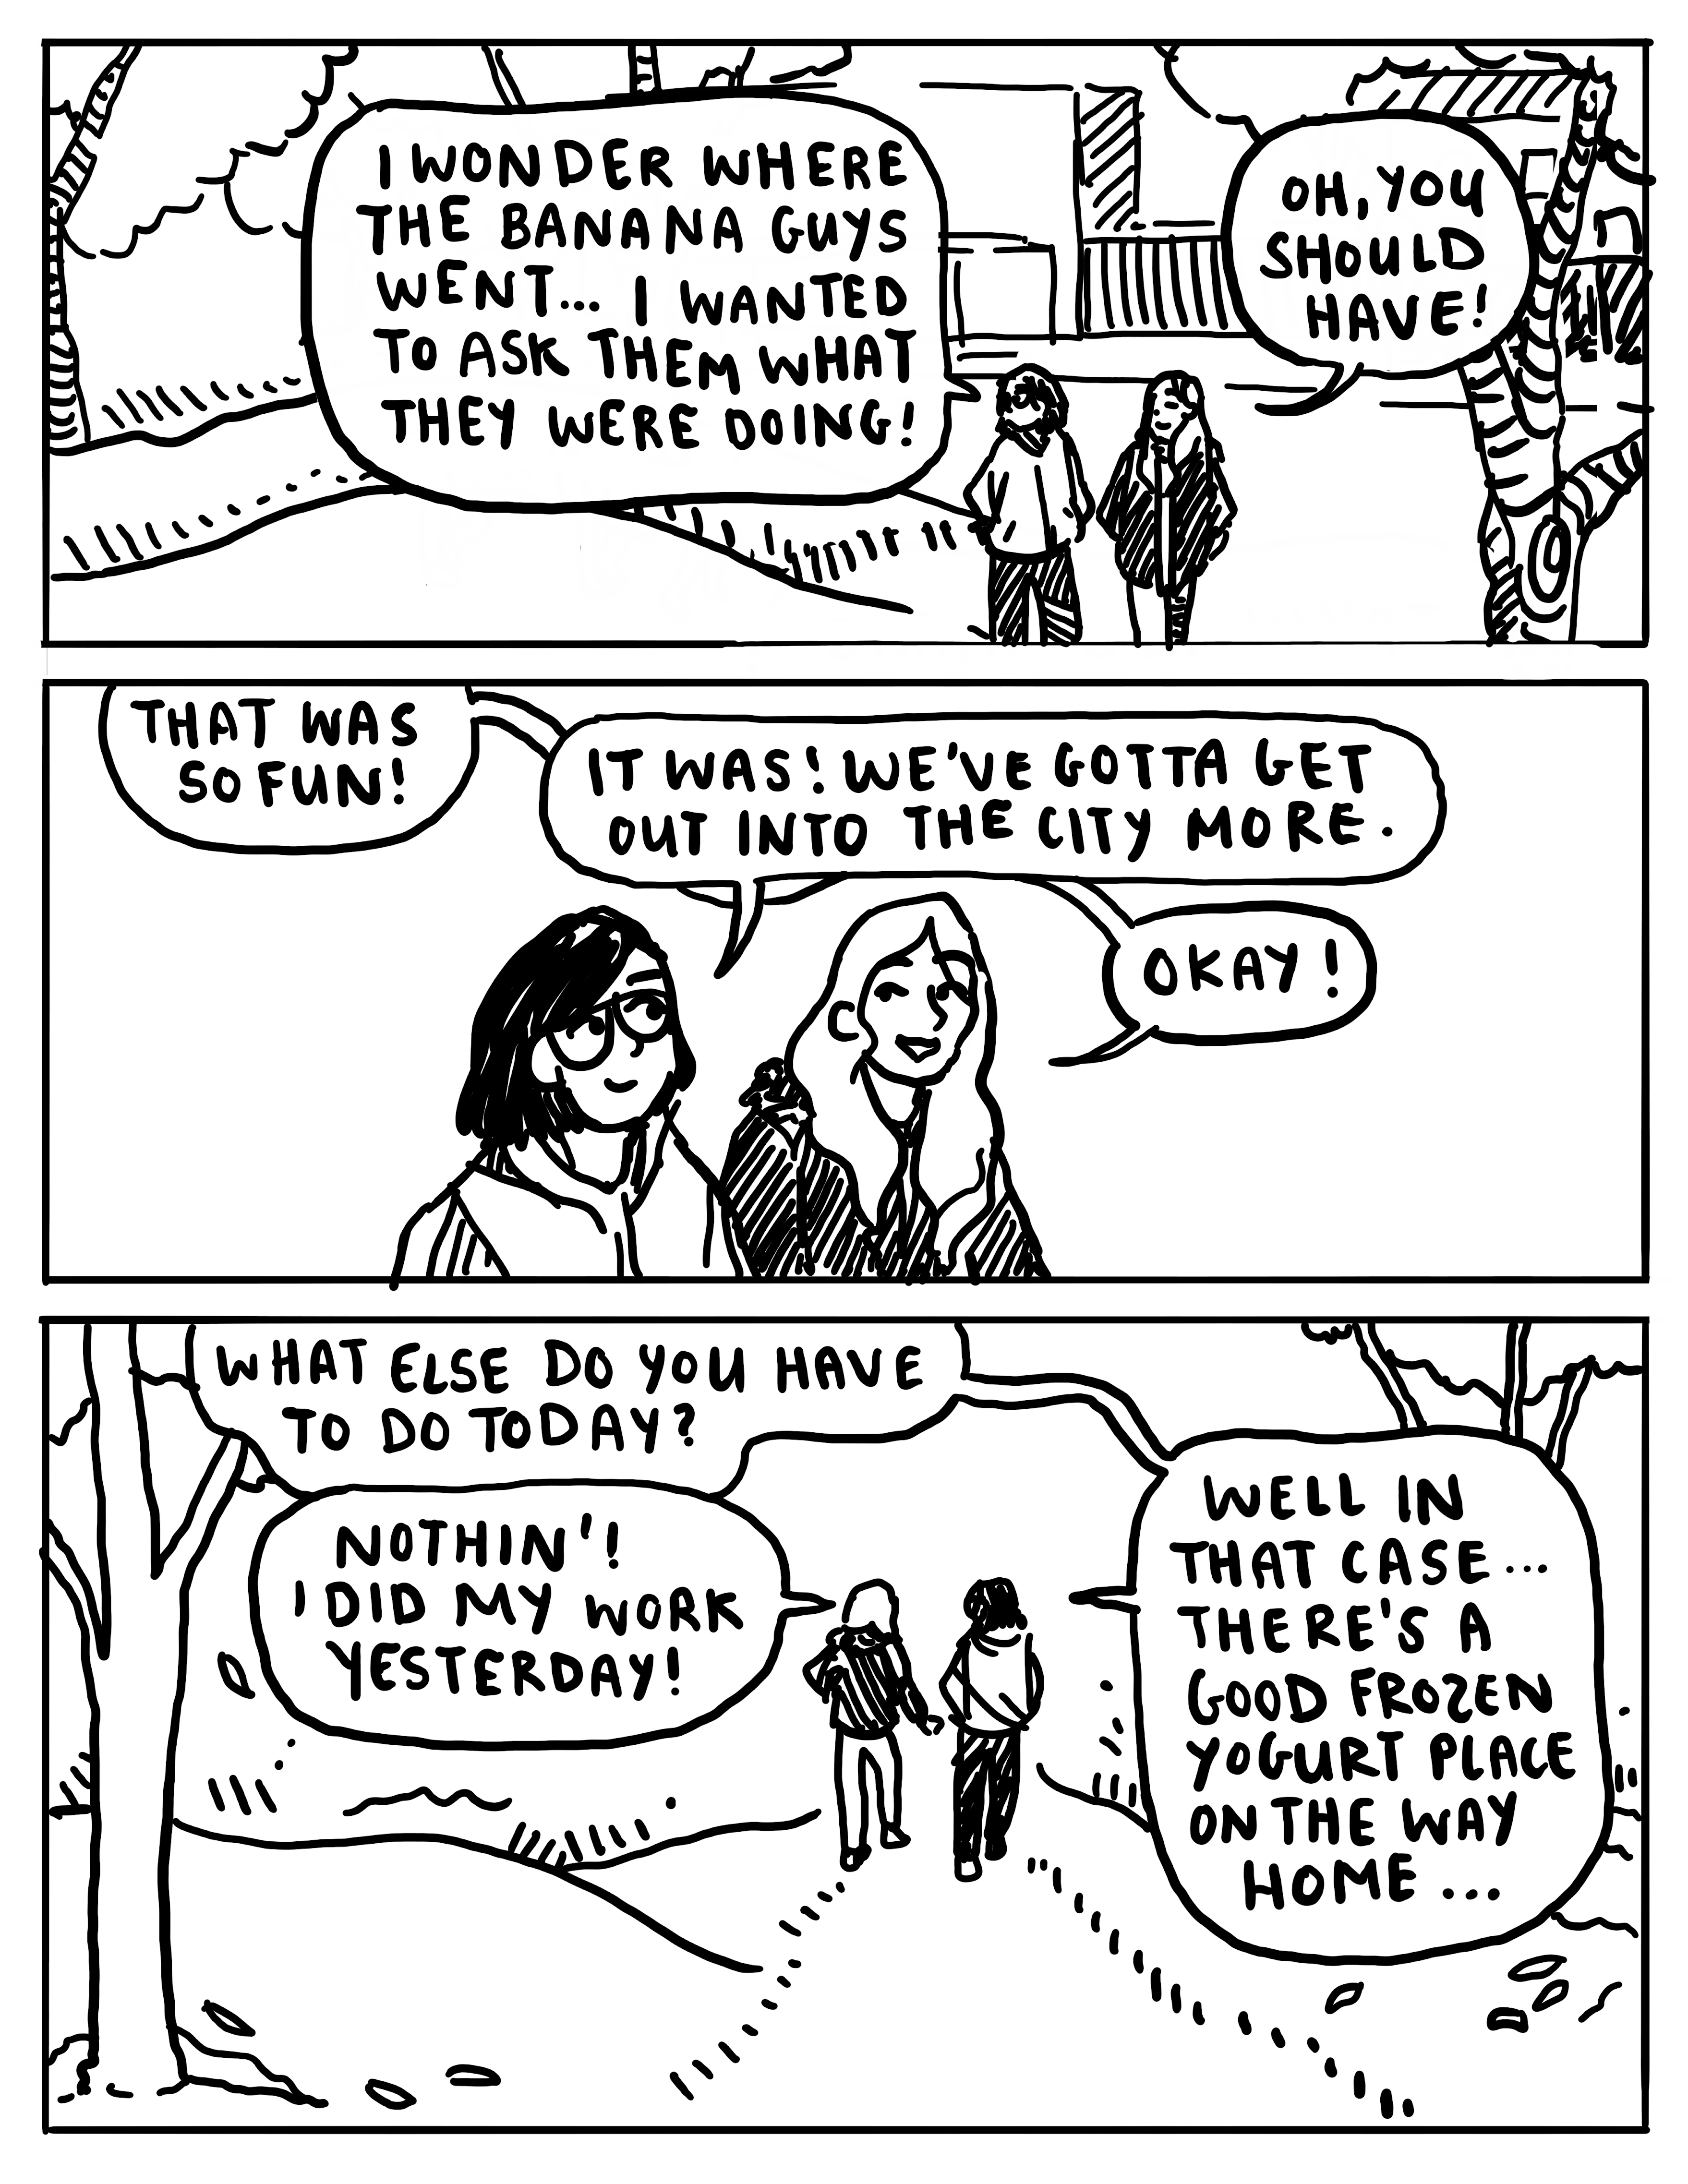 I WONDER WHERE
THE BANANA GUYS
WENT... I WANTED
TO ASK THEM WHAT
THEY WERE DOING!
OH, YOU
SHOULD
HAVE!
THAT WAS
SO FUN!
IT WAS! WE'VE GOTTA GET
OUT INTO THE CITY MORE.
OKAY!
WHAT ELSE DO YOU HAVE
TO DO TODAY?
NOTHIN'!
I DID MY WORK
YESTERDAY!
WELL IN
THAT CASE...
THERE'S A
GOOD FROZEN
YOGURT PLACE
ON THE WAY
HOME...